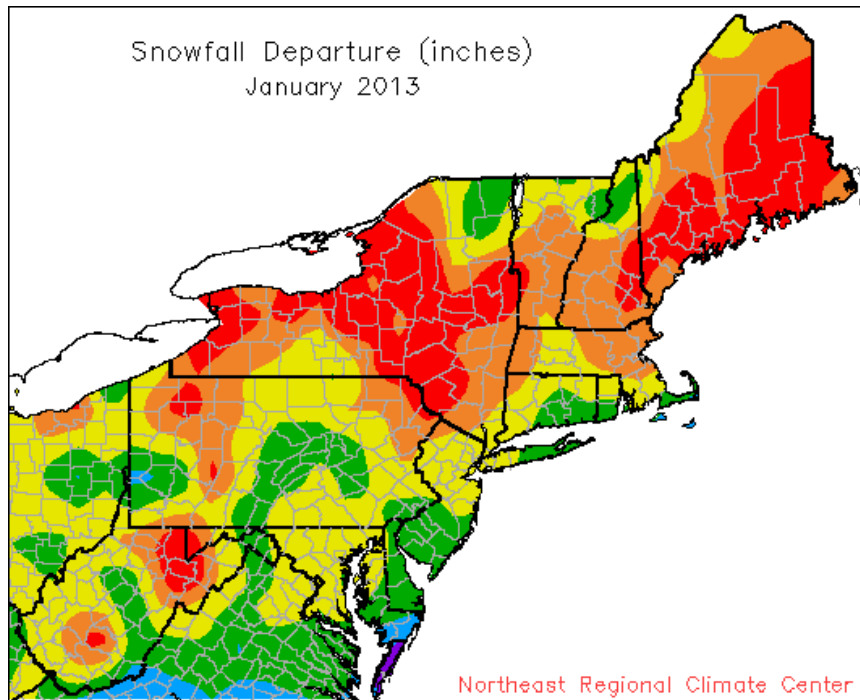 Snowfall Departure (inches)
January 2013
Northeast Regional Climate Center